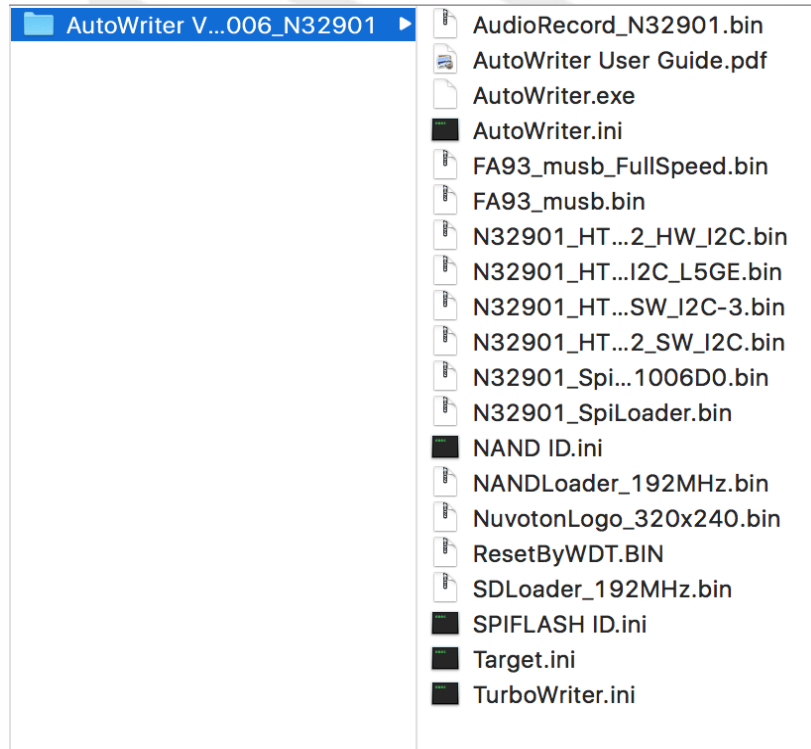 AutoWriter V...006_N32901
AudioRecord_N32901.bin
AutoWriter User Guide.pdf
AutoWriter.exe
AutoWriter.ini
FA93_musb_FullSpeed.bin
FA93_musb.bin
N32901_HT...2_HW_I2C.bin
N32901_HT...I2C_L5GE.bin
N32901_HT...SW_I2C-3.bin
N32901_HT...2_SW_I2C.bin
N32901_Spi...1006D0.bin
N32901_SpiLoader.bin
NAND ID.ini
NANDLoader_192MHz.bin
NuvotonLogo_320x240.bin
ResetByWDT.BIN
SDLoader_192MHz.bin
SPIFLASH ID.ini
Target.ini
TurboWriter.ini